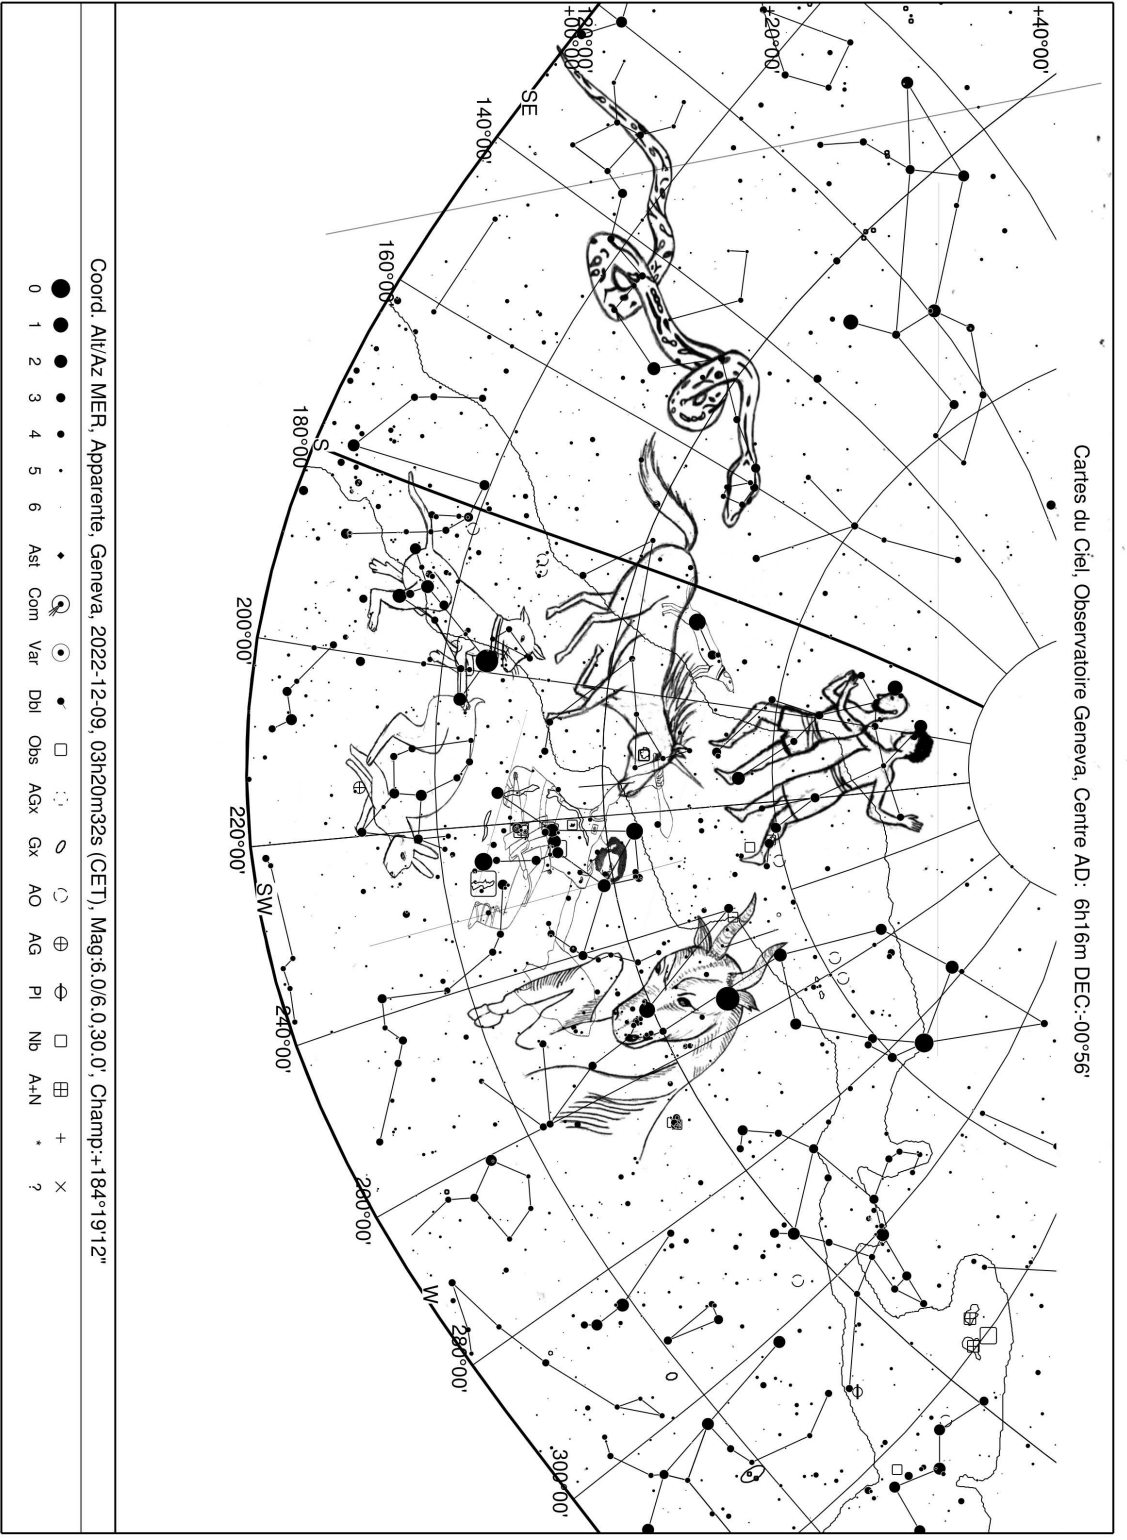 Cartes du Ciel, Observatoire Geneva, Centre AD: 6h16m DEC:-00°56'
+40°00'
+20°00'
+00°00'
120°00'
SE
140°00'
160°00'
S
180°00'
200°00'
220°00'
SW
240°00'
260°00'
W
280°00'
300°00'
Coord. Alt/Az MER, Apparente, Geneva, 2022-12-09, 03h20m32s (CET), Mag:6.0/6.0,30.0', Champ:+184°19'12"
0 1 2 3 4 5 6 Ast Com Var Dbl Obs AGx Gx AO AG Pl Nb A+N * ?